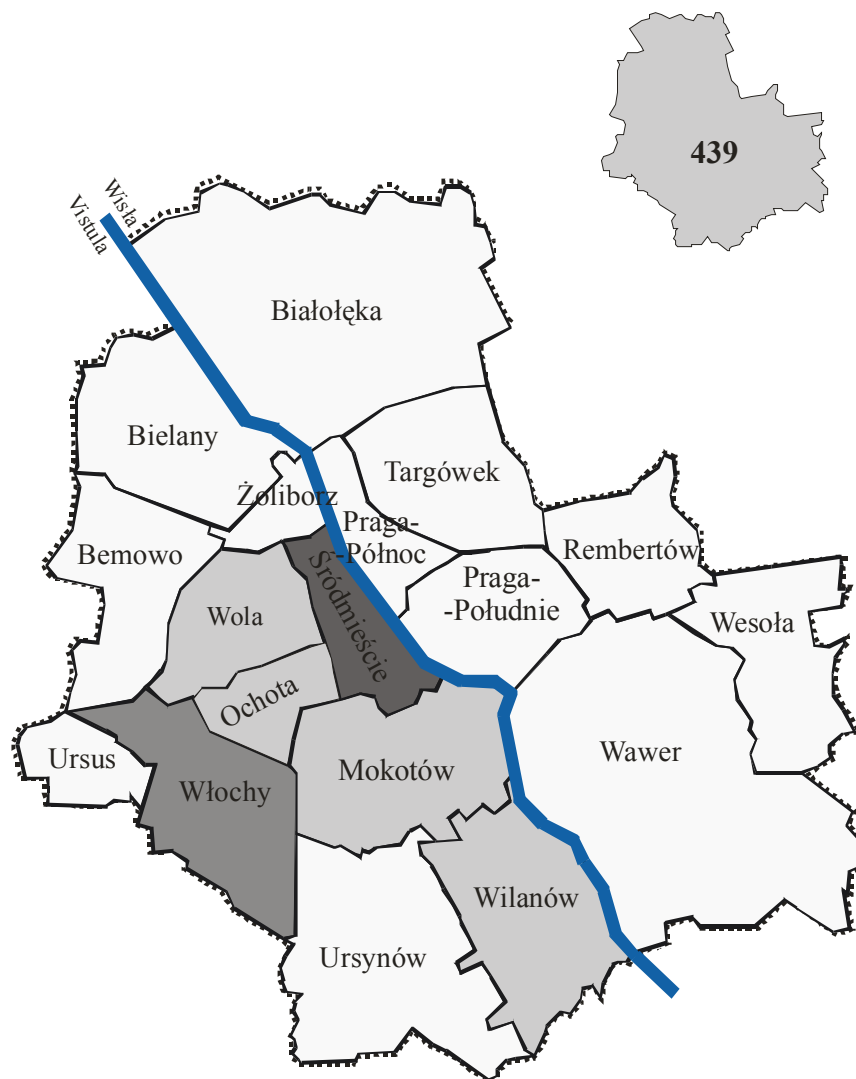 439
Wisła
Vistula
Białołęka
Bielany
Targówek
Żoliborz
Praga-
-Północ
Rembertów
Bemowo
Praga-
-Południe
Wesoła
Wola
Śródmieście
Ochota
Wawer
Ursus
Mokotów
Włochy
Wilanów
Ursynów